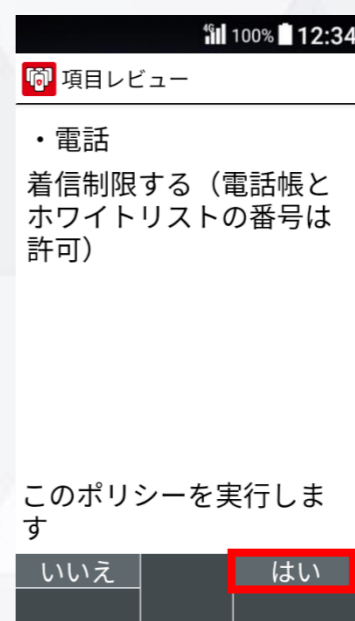 4G 100% 12:34
項目レビュー
・電話
着信制限する（電話帳と
ホワイトリストの番号は
許可）
このポリシーを実行しま
す
いいえ はい